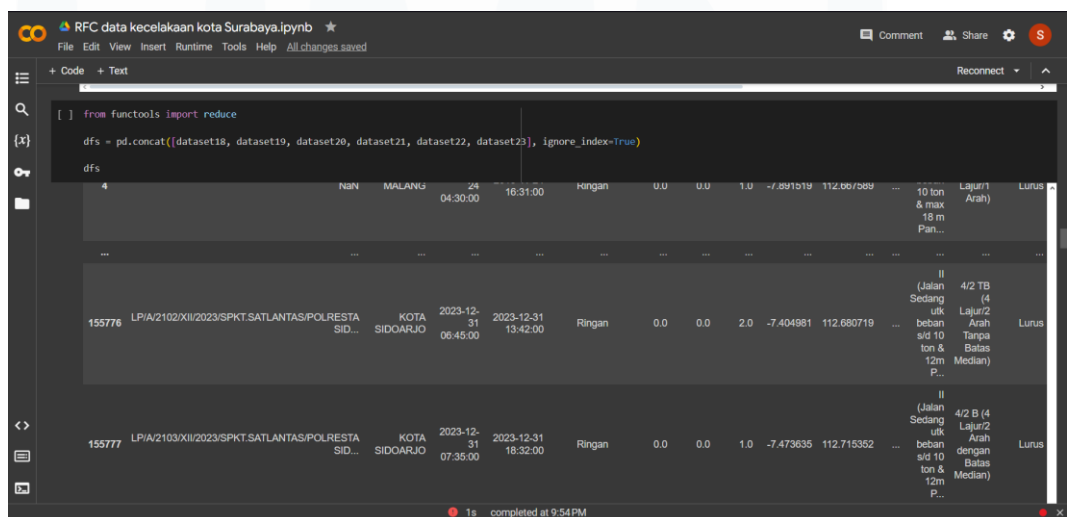 RFC data kecelakaan kota Surabaya.ipynb
File Edit View Insert Runtime Tools Help All changes saved
Comment Share S
+ Code + Text
Reconnect
{x}
[ ] from functools import reduce
dfs = pd.concat([dataset18, dataset19, dataset20, dataset21, dataset22, dataset23], ignore_index=True)
dfs
4 NaN MALANG 24 Ringan 0.0 0.0 1.0 -7.891519 112.667589 ... Lajur/1 Lurus
04:30:00 16:31:00 10 ton Arah)
& max
18 m
Pan...
... ... ... ... ... ... ... ... ... ... ... ... ... ... ...
II
(Jalan 4/2 TB
Sedang (4
2023-12- utk Lajur/2
155776 LP/A/2102/XII/2023/SPKT.SATLANTAS/POLRESTA KOTA 31 2023-12-31 Ringan 0.0 0.0 2.0 -7.404981 112.680719 ... beban Arah Lurus
SID... SIDOARJO 06:45:00 13:42:00 s/d 10 Tanpa
ton & Batas
12m Median)
P...
II
(Jalan
Sedang 4/2 B (4
2023-12- utk Lajur/2
155777 LP/A/2103/XII/2023/SPKT.SATLANTAS/POLRESTA KOTA 31 2023-12-31 Ringan 0.0 0.0 1.0 -7.473635 112.715352 ... beban Arah Lurus
SID... SIDOARJO 07:35:00 18:32:00 s/d 10 dengan
ton & Batas
12m Median)
P...
1s completed at 9:54 PM